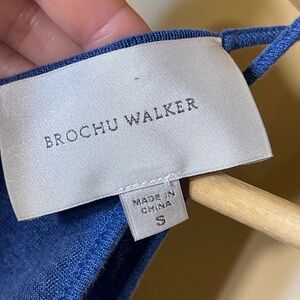 BROCHU WALKER
MADE IN
CHINA
S